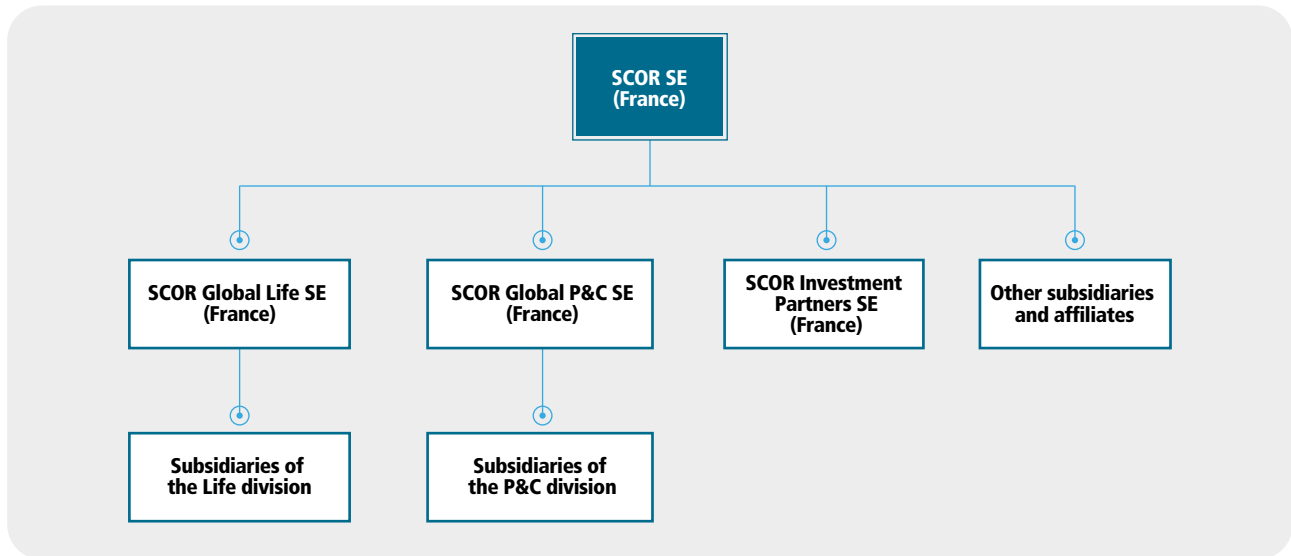 SCOR SE
(France)
SCOR Global Life SE
(France)
SCOR Global P&C SE
(France)
SCOR Investment
Partners SE
(France)
Other subsidiaries
and affiliates
Subsidiaries of
the Life division
Subsidiaries of
the P&C division